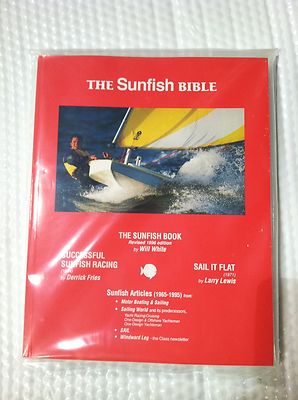 THE Sunfish BIBLE
THE SUNFISH BOOK
Revised 1996 edition
by Will White
SUCCESSFUL
SUNFISH RACING
by Derrick Fries
SAIL IT FLAT
(1971)
by Larry Lewis
Sunfish Articles (1965-1995) from:
• Motor Boating & Sailing
• Sailing World and its predecessors,
Yacht Racing/Cruising
One-Design & Offshore Yachtsman
One-Design Yachtsman
• SAIL
• Windward Leg - the Class newsletter